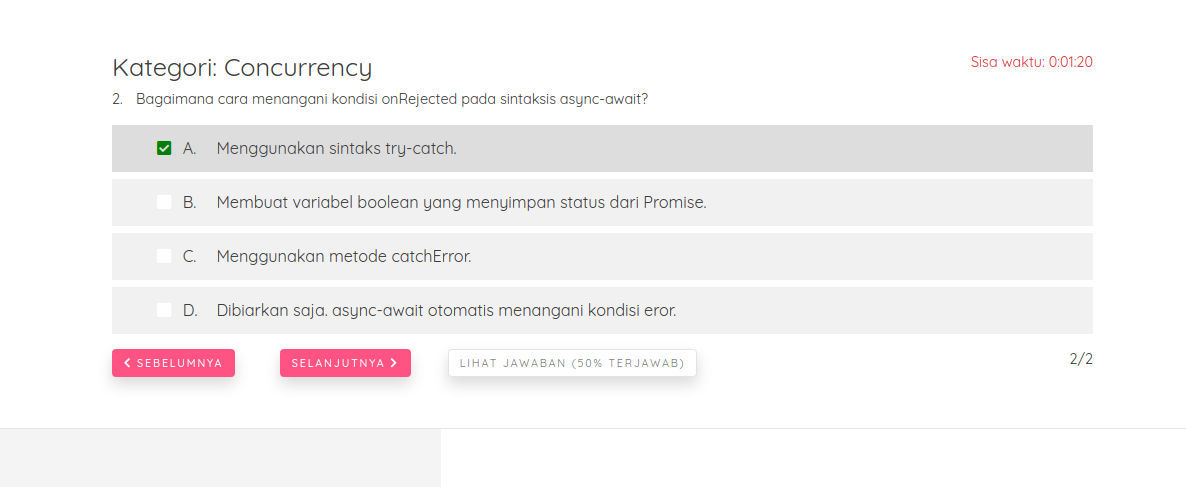 Kategori: Concurrency
Sisa waktu: 0:01:20
2. Bagaimana cara menangani kondisi onRejected pada sintaksis async-await?
A. Menggunakan sintaks try-catch.
B. Membuat variabel boolean yang menyimpan status dari Promise.
C. Menggunakan metode catchError.
D. Dibiarkan saja. async-await otomatis menangani kondisi eror.
SEBELUMNYA SELANJUTNYA LIHAT JAWABAN (50% TERJAWAB) 2/2